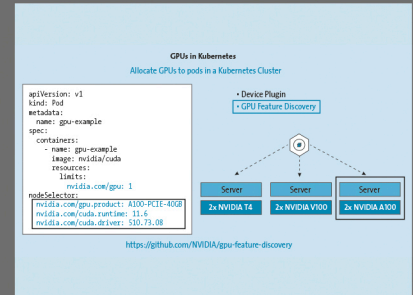 GPUs in Kubernetes
Allocate GPUs to pods in a Kubernetes Cluster
apiVersion: v1
kind: Pod
metadata:
  name: gpu-example
spec:
  containers:
    - name: gpu-example
      image: nvidia/cuda
      resources:
        limits:
          nvidia.com/gpu: 1
nodeSelector:
  nvidia.com/gpu.product: A100-PCIE-40GB
  nvidia.com/cuda.runtime: 11.6
  nvidia.com/cuda.driver: 510.73.08
• Device Plugin
• GPU Feature Discovery
Server
2x NVIDIA T4
Server
2x NVIDIA V100
Server
2x NVIDIA A100
https://github.com/NVIDIA/gpu-feature-discovery